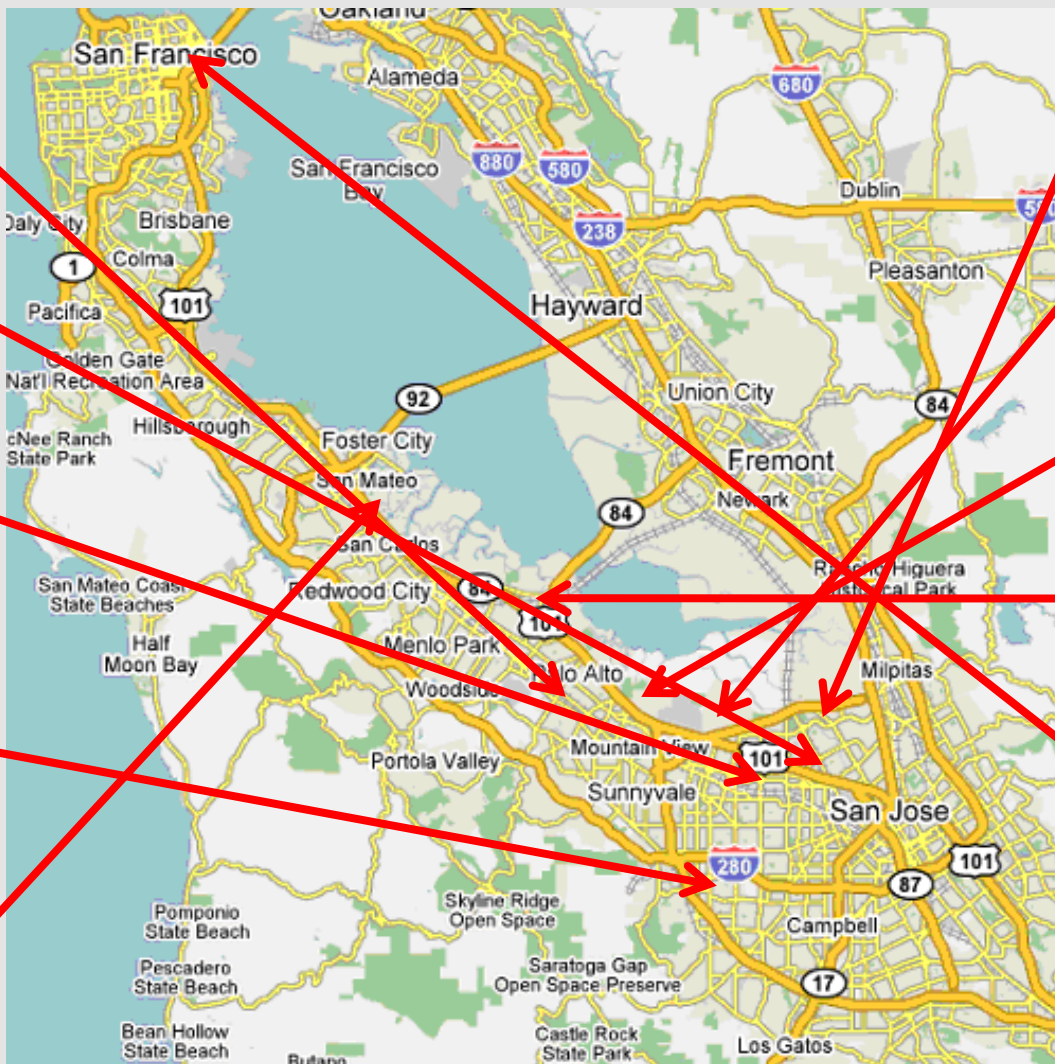 Oakland
San Francisco
Alameda
680
880
580
San Francisco
Bay
Dublin
Daly City
Brisbane
238
1
Colma
Pleasanton
101
Pacifica
Hayward
Golden Gate
Nat'l Recreation Area
92
Union City
84
Hillsborough
Foster City
cNee Ranch
State Park
San Mateo
Fremont
Newark
84
San Carlos
San Mateo Coast
State Beaches
Redwood City
84
Rancho Higuera
Historical Park
101
Half
Moon Bay
Menlo Park
Palo Alto
Milpitas
Woodside
Mountain View
Portola Valley
101
Sunnyvale
San Jose
280
101
87
Skyline Ridge
Open Space
Pomponio
State Beach
Campbell
Pescadero
State Beach
Saratoga Gap
Open Space Preserve
17
Bean Hollow
State Beach
Castle Rock
State Park
Los Gatos
Butano